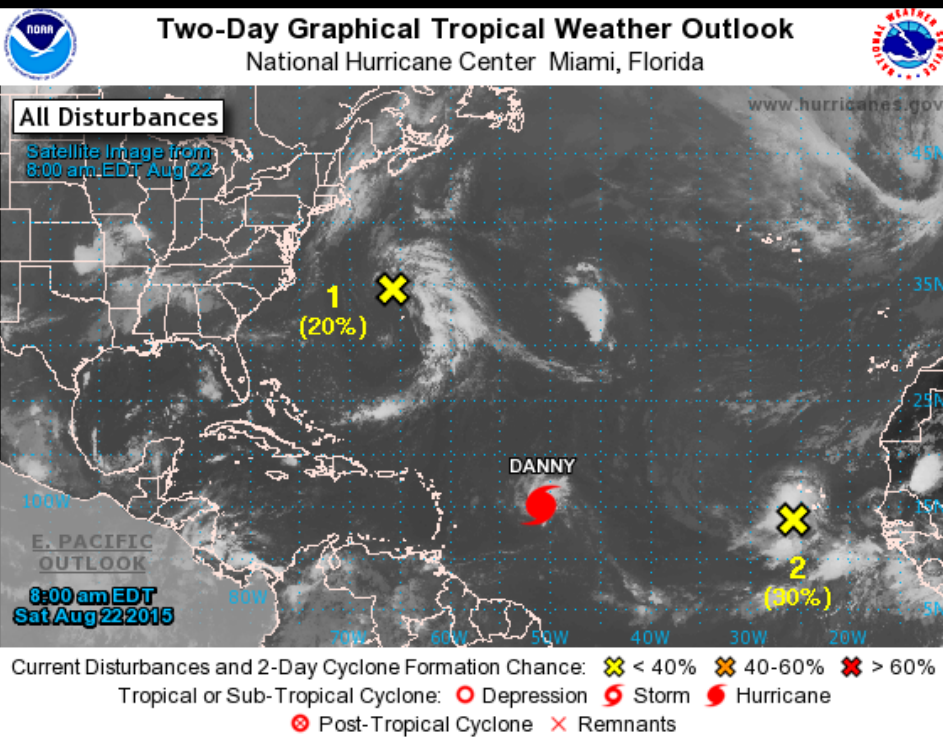 Two-Day Graphical Tropical Weather Outlook
National Hurricane Center Miami, Florida
NOAA
NATIONAL WEATHER SERVICE
www.hurricanes.gov
All Disturbances
Satellite Image from
8:00 am EDT Aug 22
45N
1
(20%)
35N
25N
DANNY
100W
15N
E. PACIFIC
OUTLOOK
2
(30%)
8:00 am EDT
Sat Aug 22 2015
80W
5N
70W 60W 50W 40W 30W 20W
Current Disturbances and 2-Day Cyclone Formation Chance: < 40% 40-60% > 60%
Tropical or Sub-Tropical Cyclone: Depression Storm Hurricane
Post-Tropical Cyclone Remnants